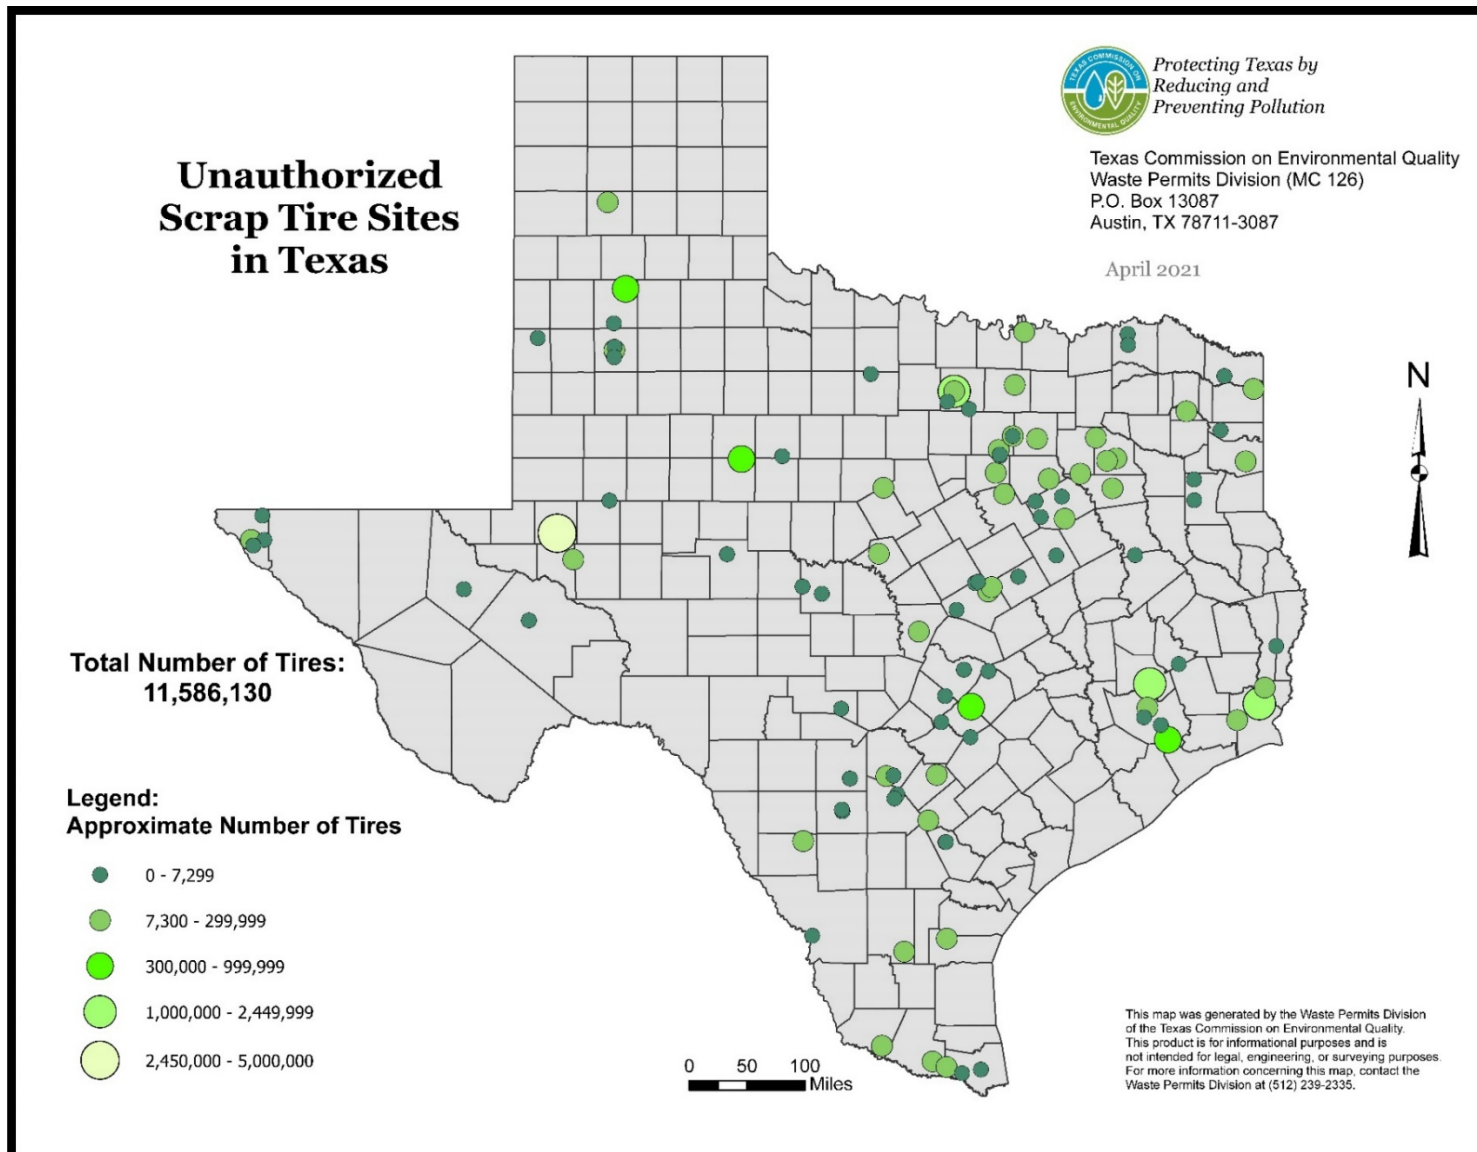 Unauthorized
Scrap Tire Sites
in Texas
TEXAS COMMISSION ON
ENVIRONMENTAL QUALITY
Protecting Texas by
Reducing and
Preventing Pollution
Texas Commission on Environmental Quality
Waste Permits Division (MC 126)
P.O. Box 13087
Austin, TX 78711-3087
April 2021
N
Total Number of Tires:
11,586,130
Legend:
Approximate Number of Tires
0 - 7,299
7,300 - 299,999
300,000 - 999,999
1,000,000 - 2,449,999
2,450,000 - 5,000,000
0 50 100
Miles
This map was generated by the Waste Permits Division
of the Texas Commission on Environmental Quality.
This product is for informational purposes and is
not intended for legal, engineering, or surveying purposes.
For more information concerning this map, contact the
Waste Permits Division at (512) 239-2335.